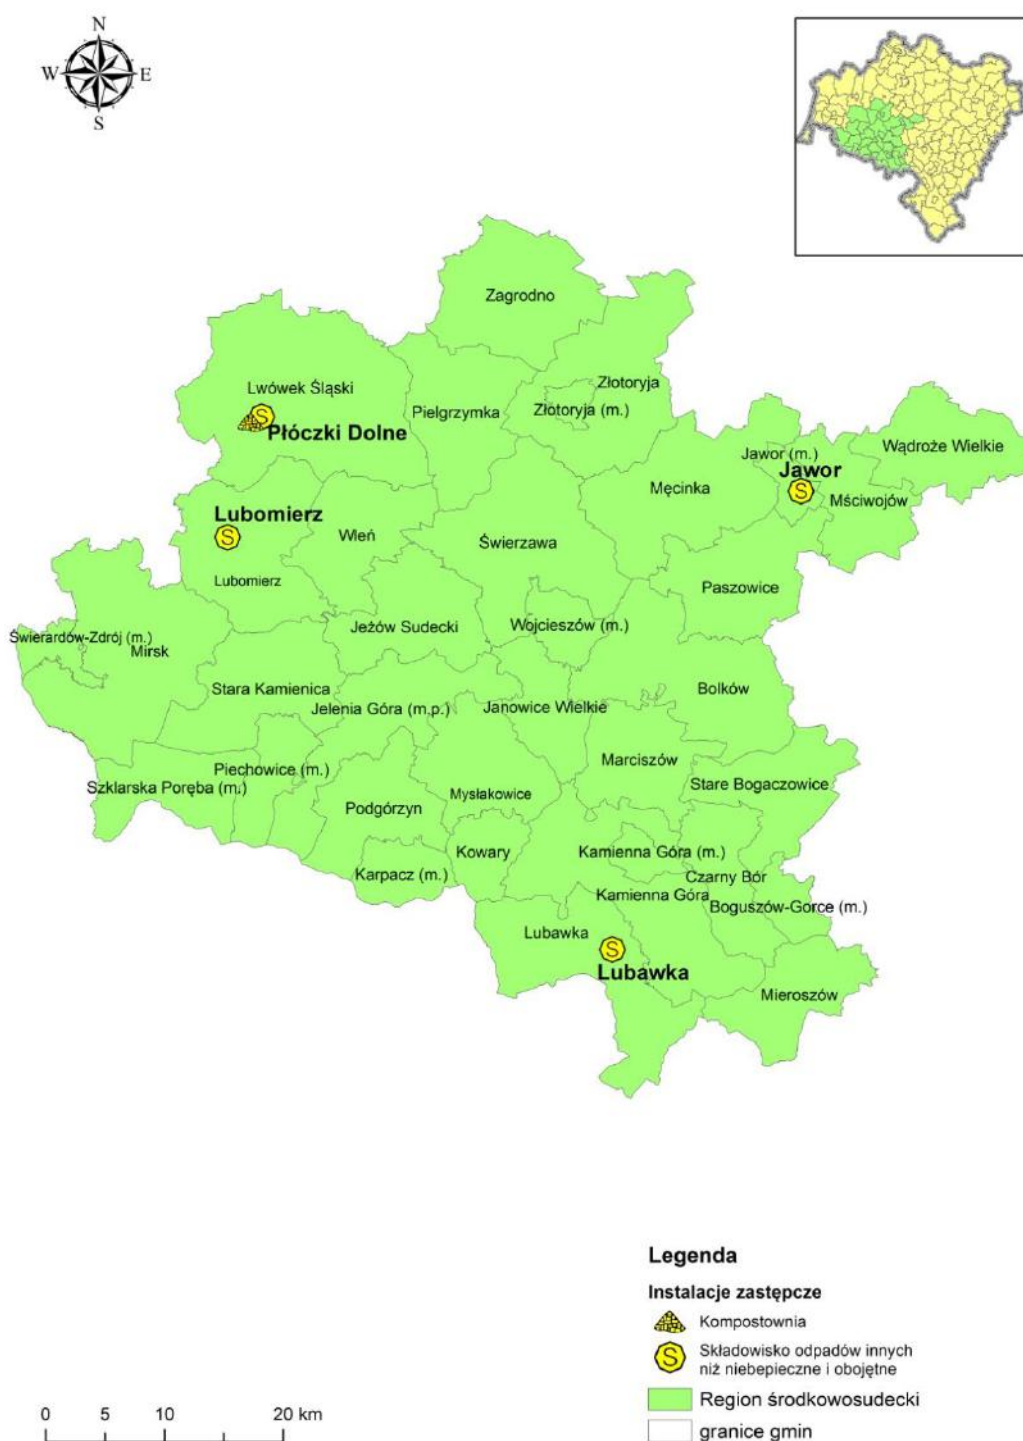 N
W
E
S
Zagrodno
Lwówek Śląski
Złotoryja
Pielgrzymka
Złotoryja (m.)
S
Płóczki Dolne
Wądroże Wielkie
Jawor (m.)
Jawor
Męcinka
S
Mściwojów
Lubomierz
S
Wleń
Świerzawa
Lubomierz
Paszowice
Jeżów Sudecki
Wojcieszów (m.)
Świerardów-Zdrój (m.)
Mirsk
Stara Kamienica
Bolków
Jelenia Góra (m.p.)
Janowice Wielkie
Piechowice (m.)
Marciszów
Szklarska Poręba (m.)
Stare Bogaczowice
Mysłakowice
Podgórzyn
Kowary
Kamienna Góra (m.)
Karpacz (m.)
Czarny Bór
Kamienna Góra
Boguszów-Gorce (m.)
Lubawka
S
Lubawka
Mieroszów
Legenda
Instalacje zastępcze
Kompostownia
S
Składowisko odpadów innych
niż niebepieczne i obojętne
Region środkowosudecki
granice gmin
0 5 10 20 km